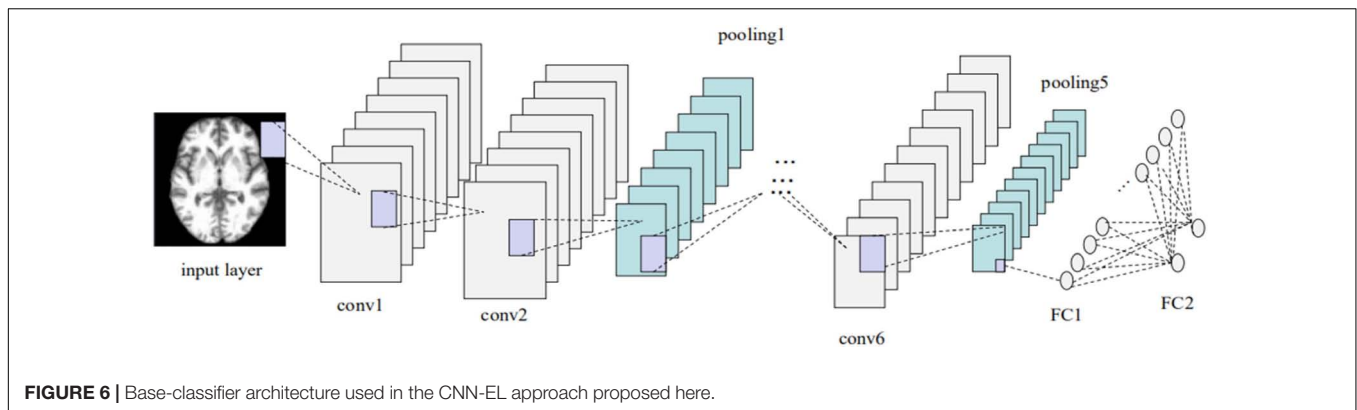 pooling1
pooling5
input layer
conv1
conv2
...
...
...
conv6
FC1
FC2
FIGURE 6 | Base-classifier architecture used in the CNN-EL approach proposed here.